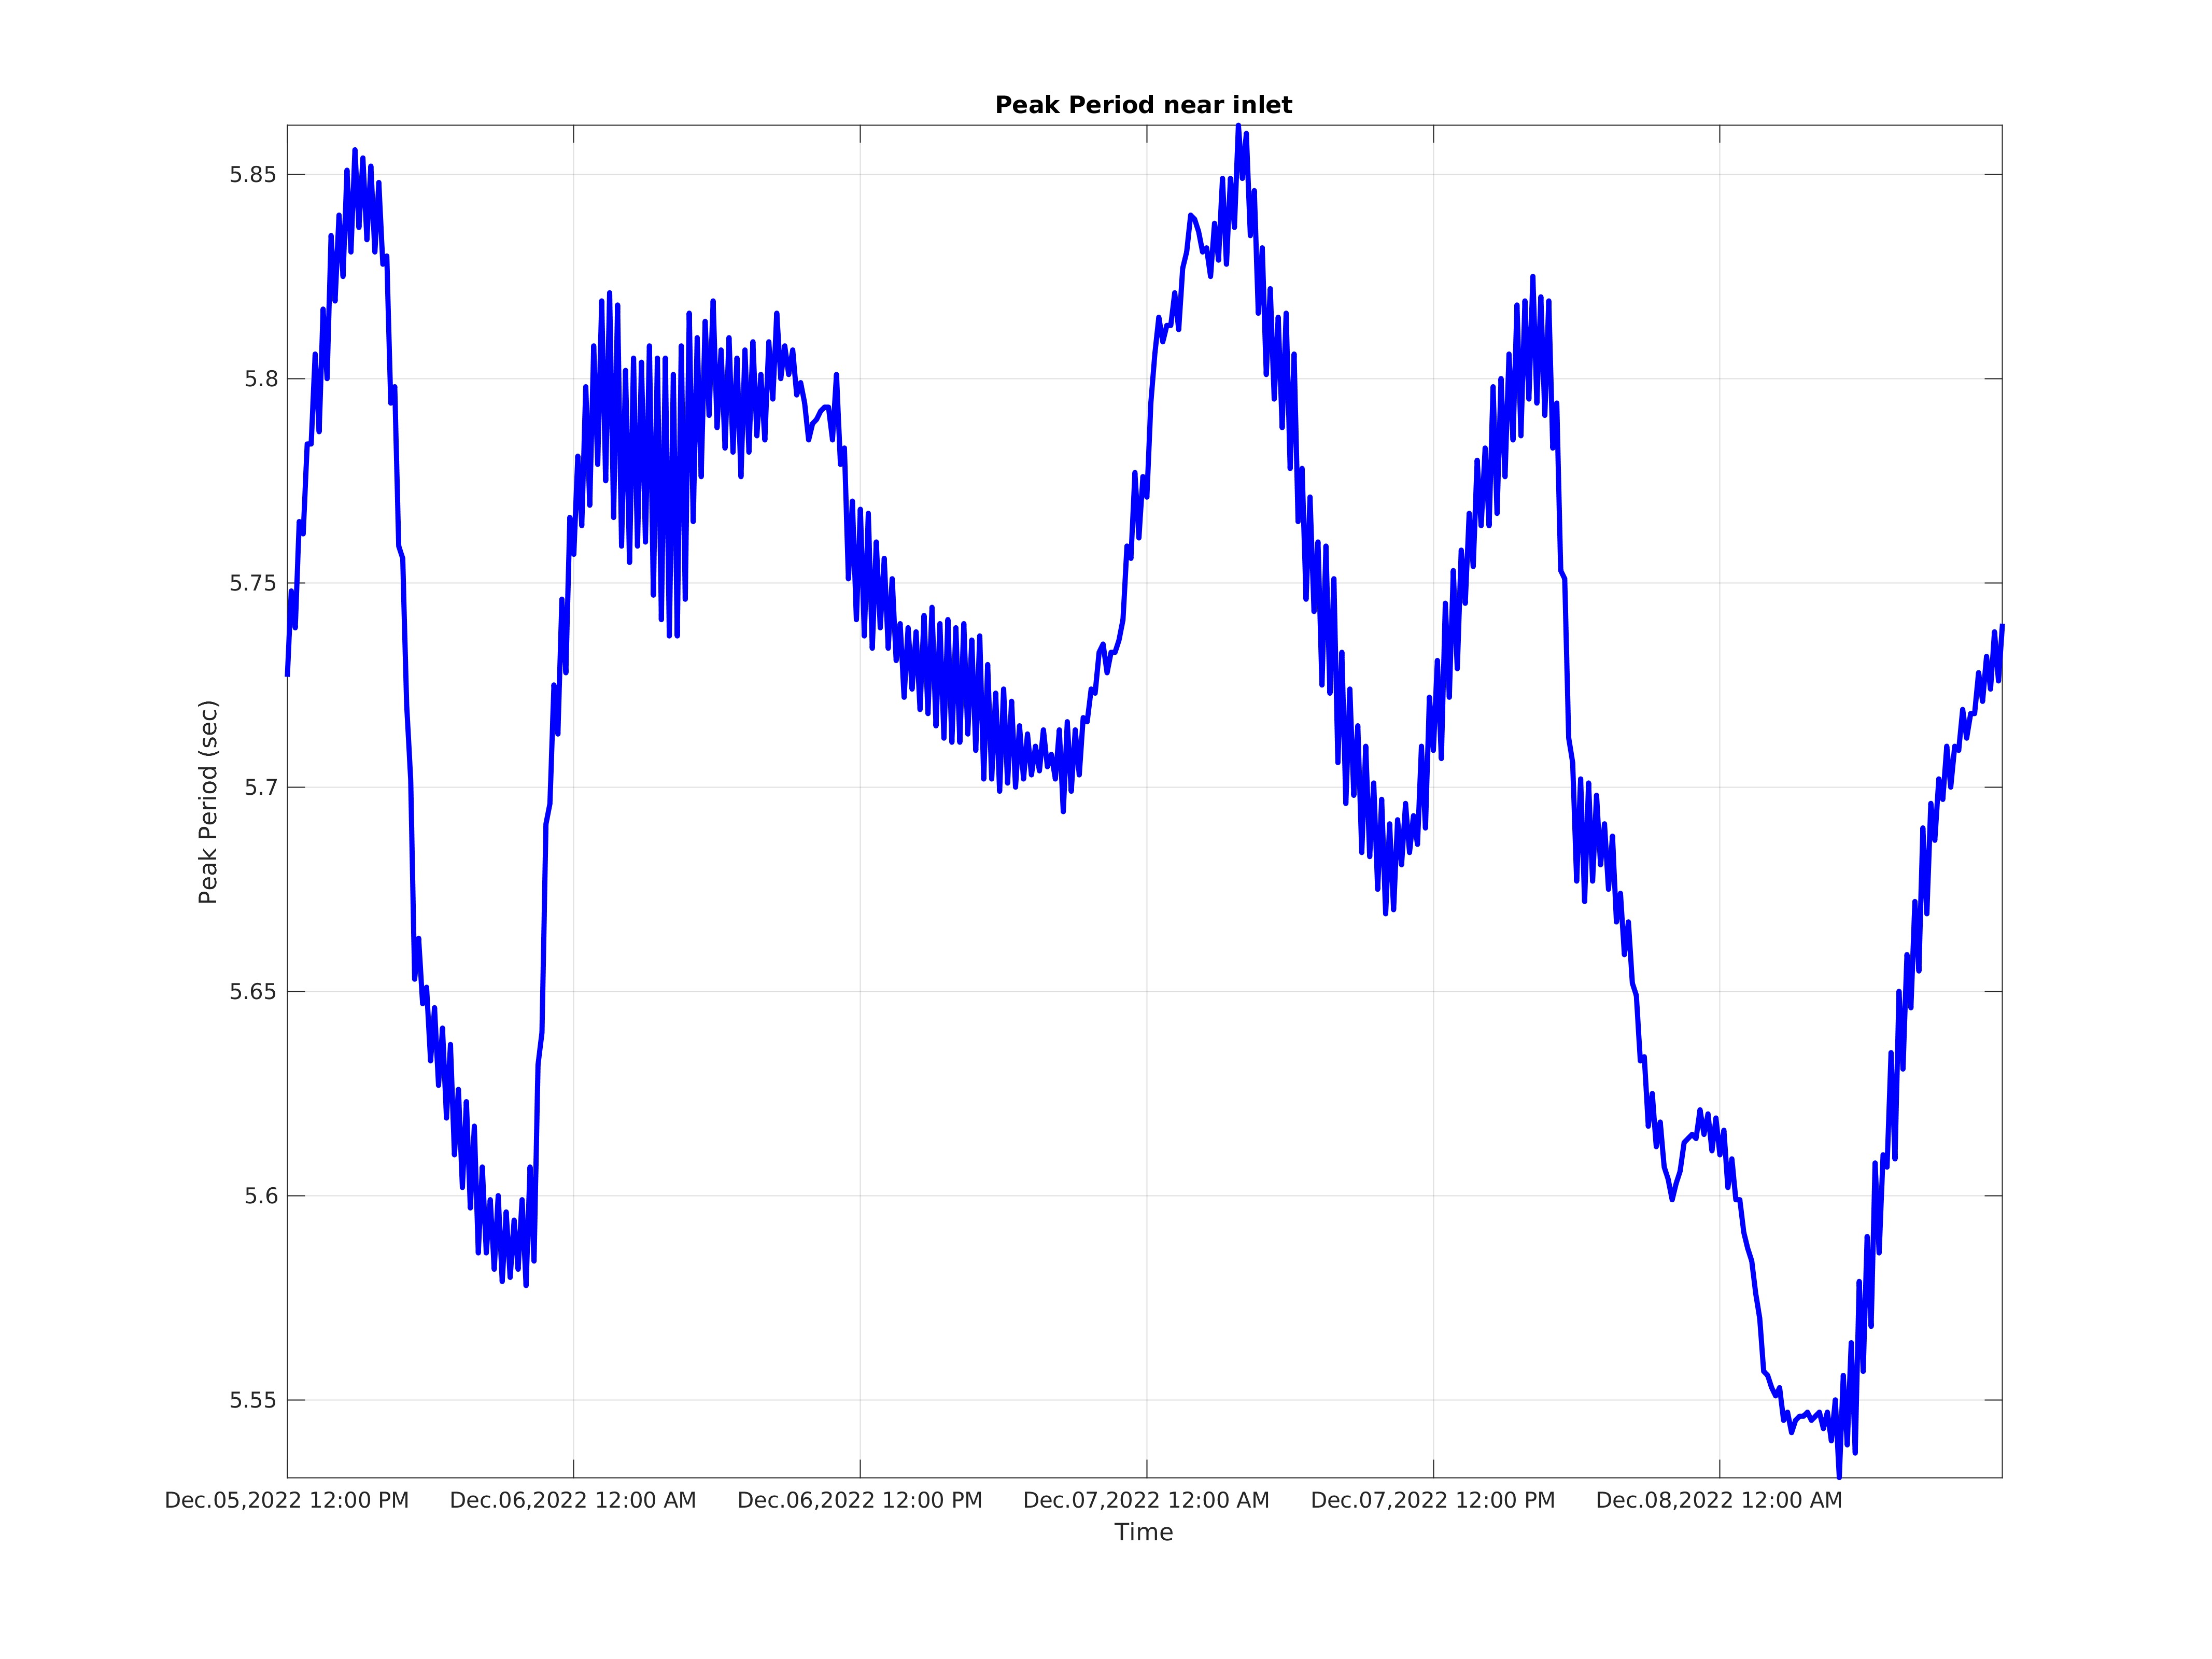 Peak Period near inlet
5.85
5.8
5.75
5.7
5.65
5.6
5.55
Peak Period (sec)
Dec.05,2022 12:00 PM
Dec.06,2022 12:00 AM
Dec.06,2022 12:00 PM
Dec.07,2022 12:00 AM
Dec.07,2022 12:00 PM
Dec.08,2022 12:00 AM
Time